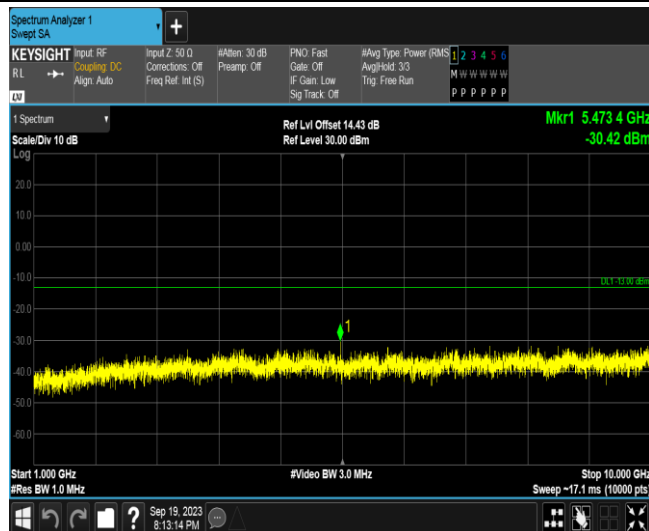 Spectrum Analyzer 1
Swept SA
+
KEYSIGHT
RL
LXI
Input: RF
Coupling: DC
Align: Auto
Input Z: 50 Ω
Corrections: Off
Freq Ref: Int (S)
#Atten: 30 dB
Preamp: Off
PNO: Fast
Gate: Off
IF Gain: Low
Sig Track: Off
#Avg Type: Power (RMS
Avg|Hold: 3/3
Trig: Free Run
1 2 3 4 5 6
M W W W W W
P P P P P P
1 Spectrum
Scale/Div 10 dB
Ref Lvl Offset 14.43 dB
Ref Level 30.00 dBm
Mkr1 5.473 4 GHz
-30.42 dBm
Log
20.0
10.0
0.00
-10.0
DL1 -13.00 dBm
-20.0
-30.0
1
-40.0
-50.0
-60.0
Start 1.000 GHz
#Res BW 1.0 MHz
#Video BW 3.0 MHz
Stop 10.000 GHz
Sweep ~17.1 ms (10000 pts)
?
Sep 19, 2023
8:13:14 PM